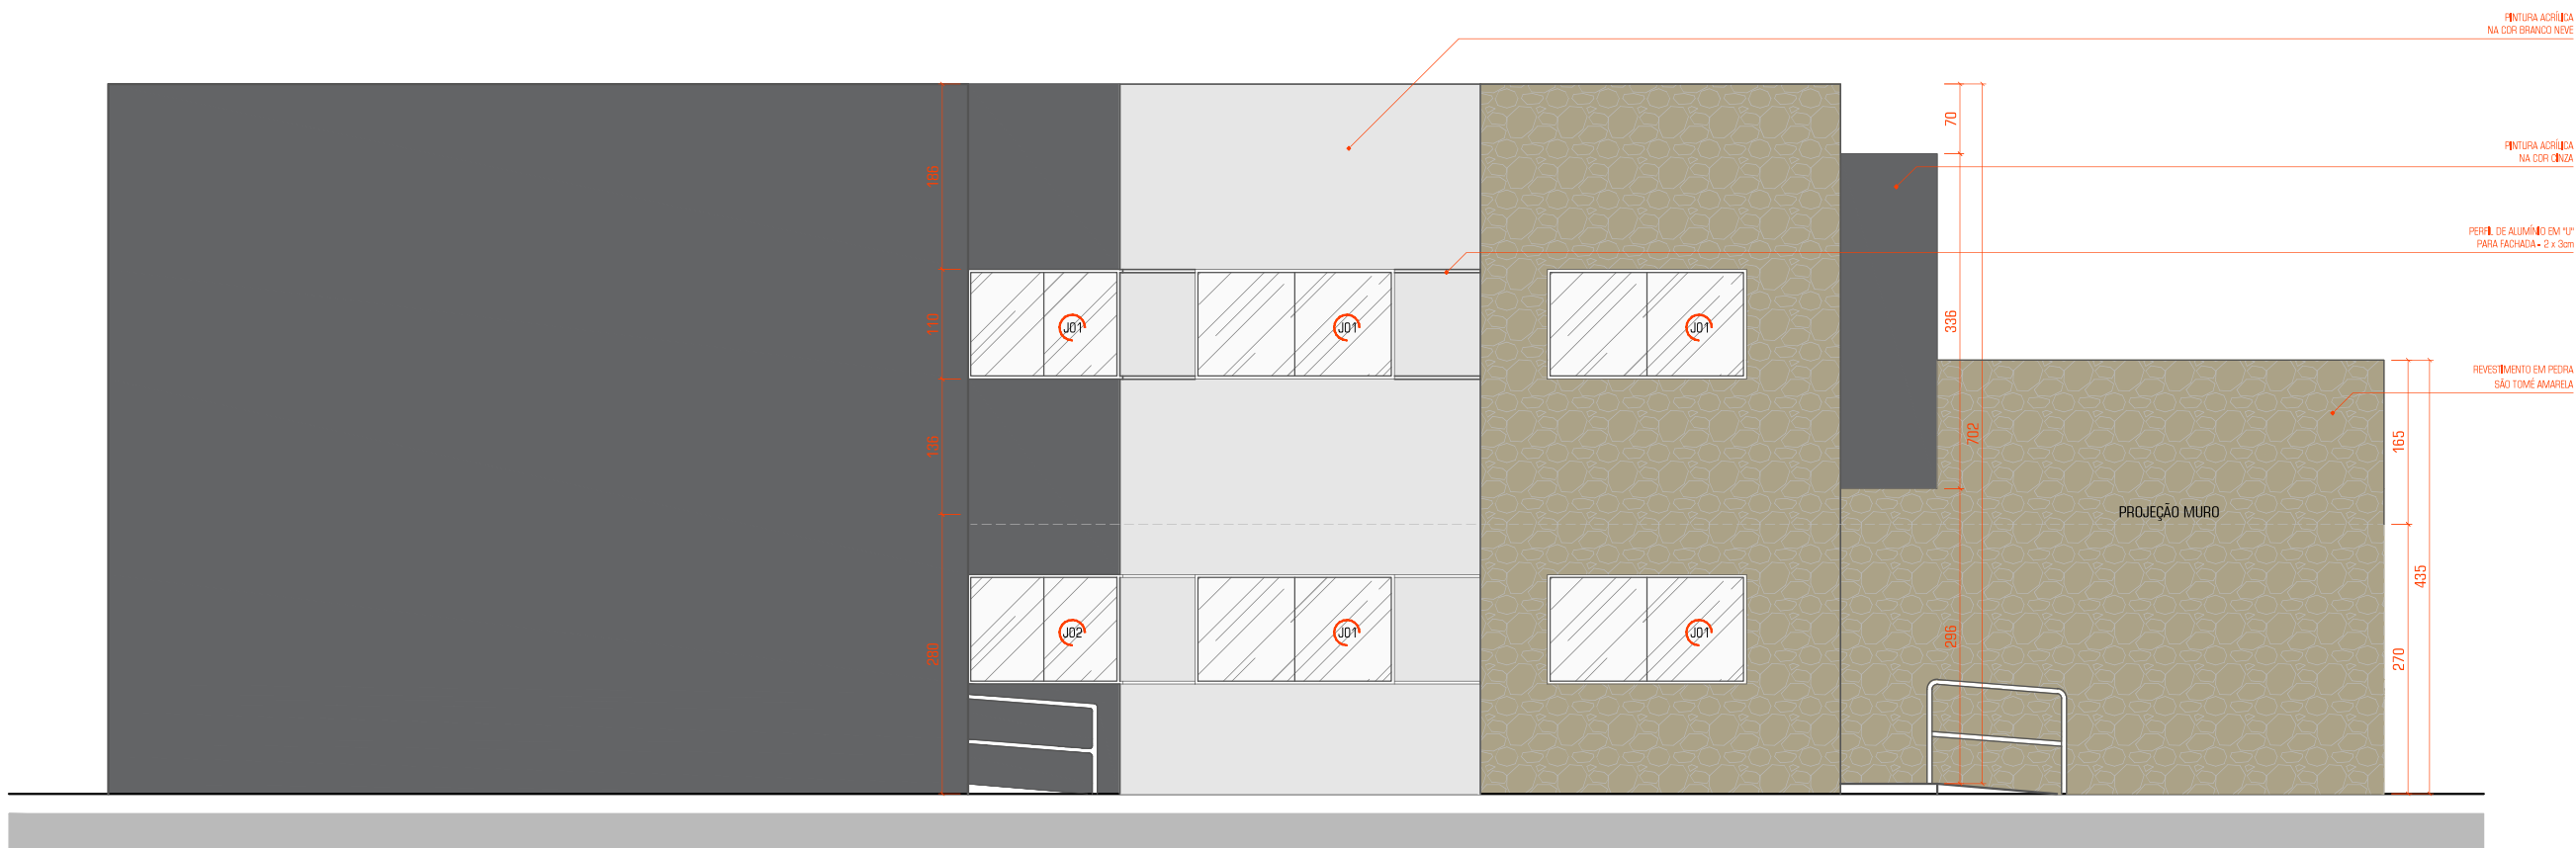 PINTURA ACRÍLICA
NA COR BRANCO NEVE
PINTURA ACRÍLICA
NA COR CINZA
PERFIL DE ALUMÍNIO EM "U"
PARA FACHADA - 2 x 3cm
REVESTIMENTO EM PEDRA
SÃO TOMÉ AMARELA
186
110
136
280
J01
J01
J01
J02
J01
J01
70
336
296
702
PROJEÇÃO MURO
165
270
435